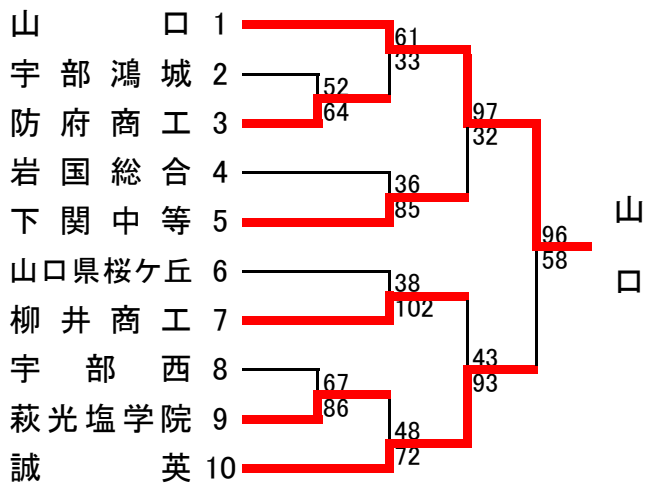 山口 1
宇部鴻城 2
防府商工 3
岩国総合 4
下関中等 5
山口県桜ケ丘 6
柳井商工 7
宇部西 8
萩光塩学院 9
誠英 10
52
64
67
86
61
33
36
85
38
102
48
72
97
32
43
93
96
58
山口